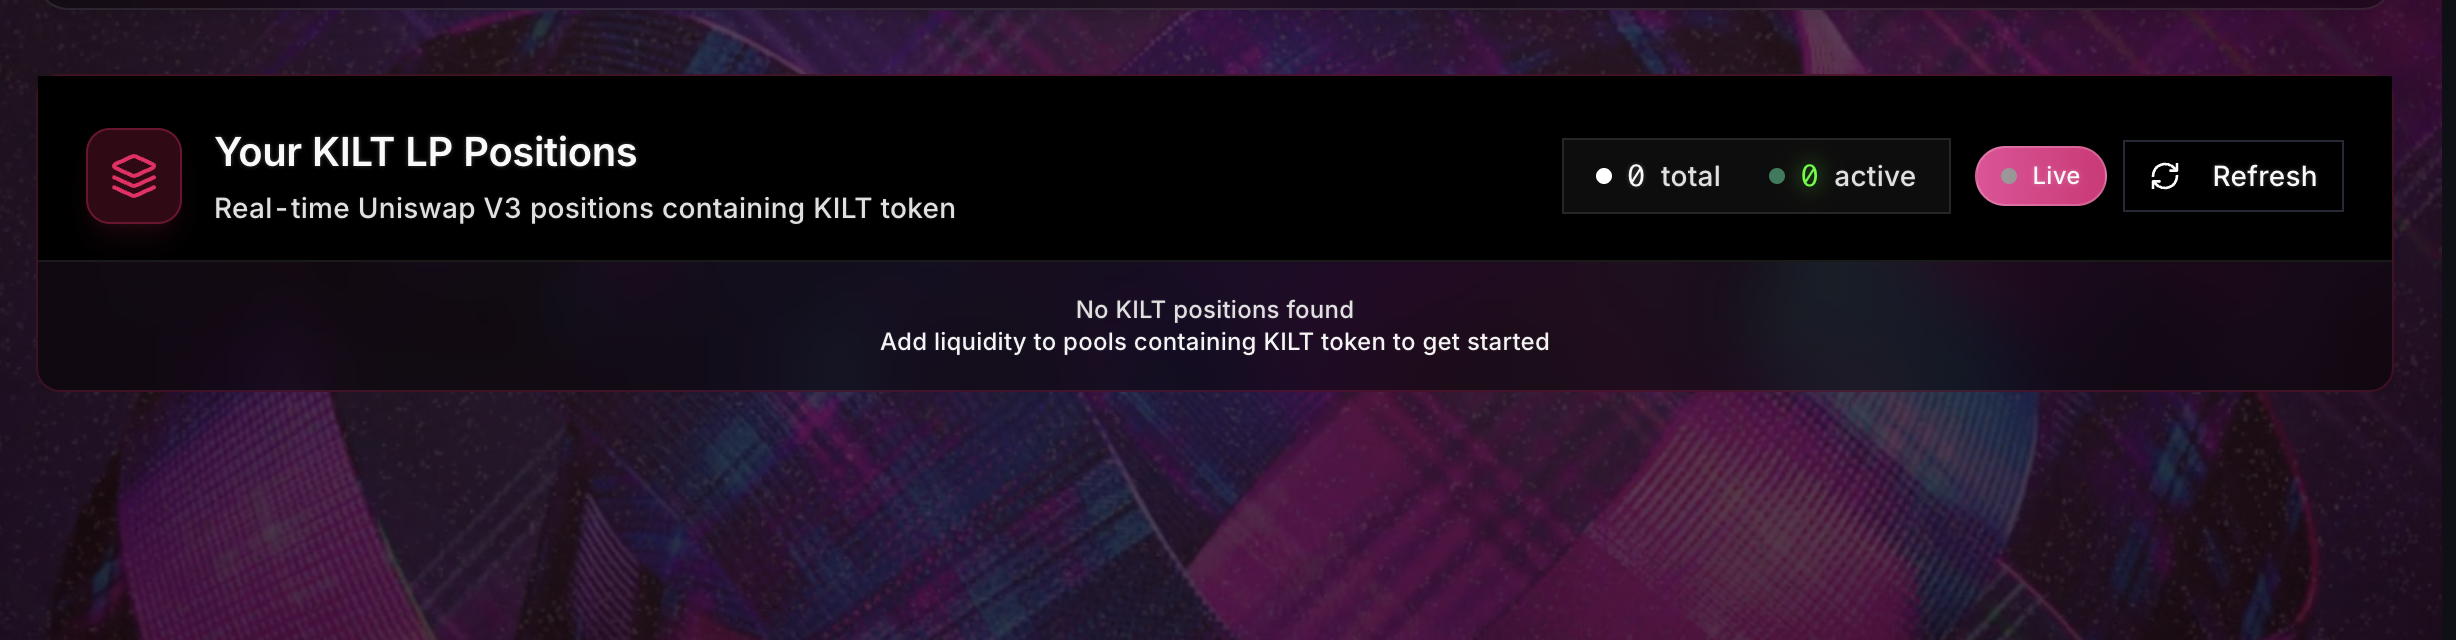 Your KILT LP Positions
Real-time Uniswap V3 positions containing KILT token
0 total 0 active
Live
Refresh
No KILT positions found
Add liquidity to pools containing KILT token to get started